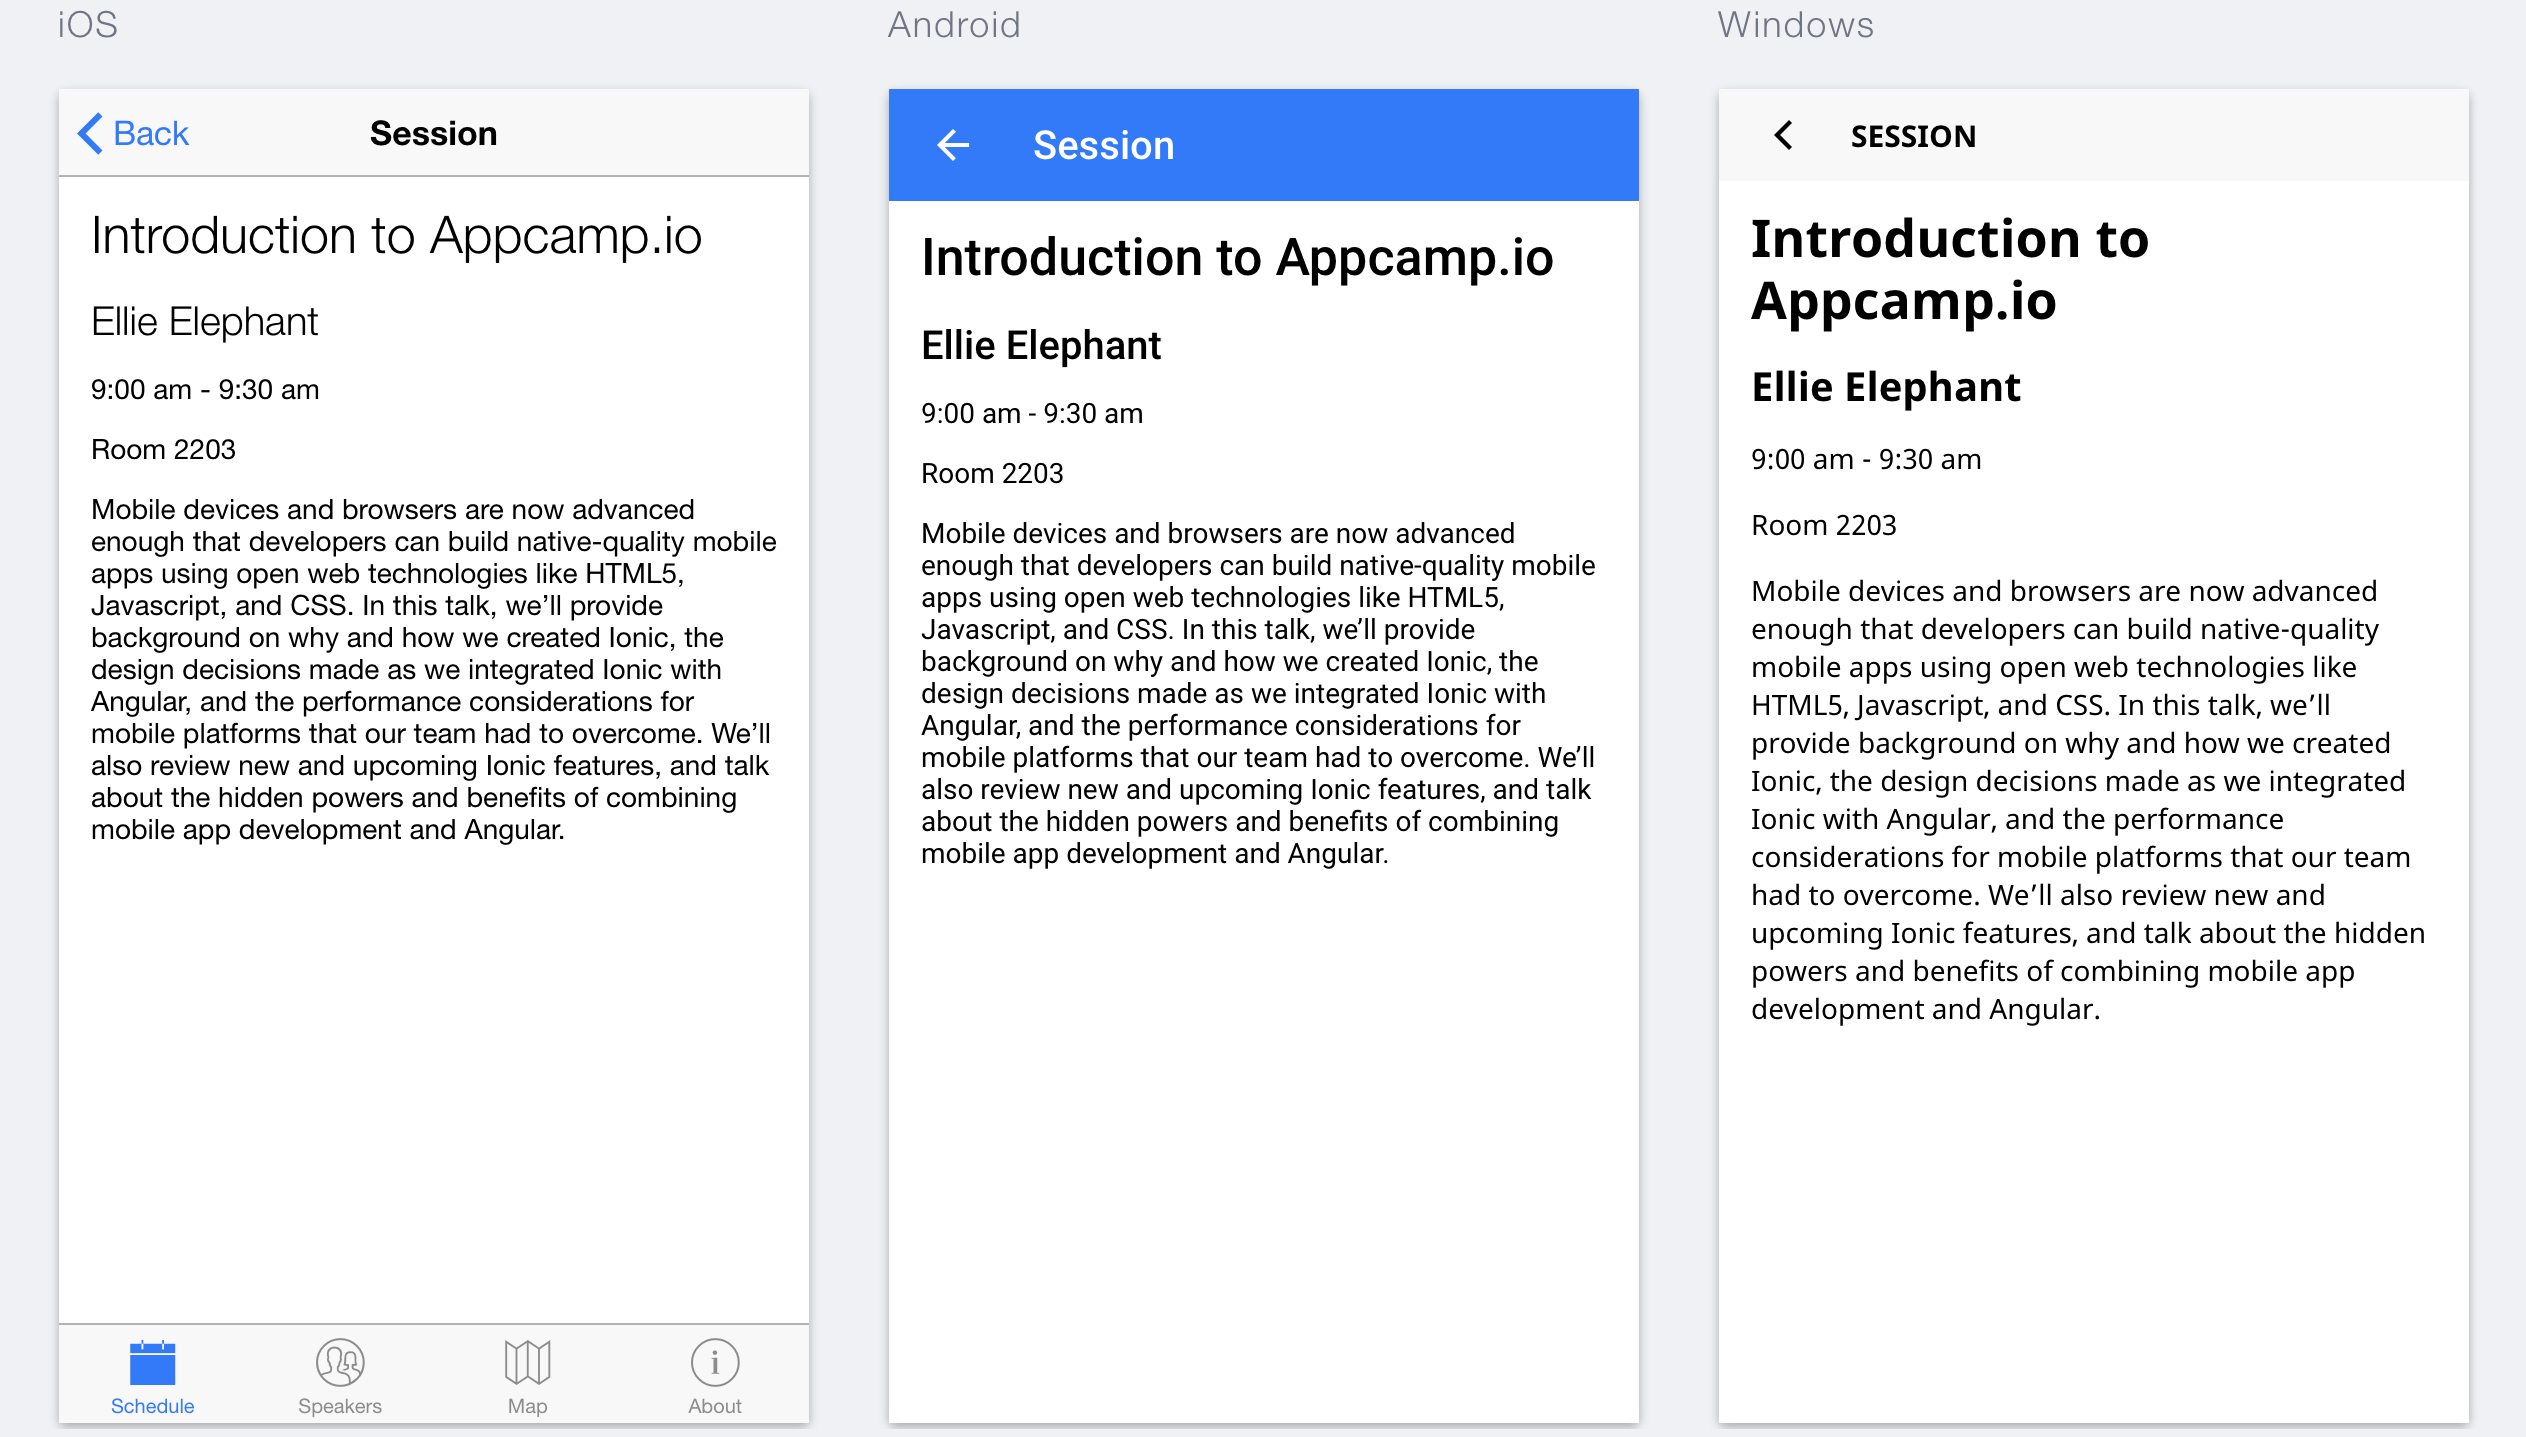 iOS
Back
Session
Introduction to Appcamp.io
Ellie Elephant
9:00 am - 9:30 am
Room 2203
Mobile devices and browsers are now advanced
enough that developers can build native-quality mobile
apps using open web technologies like HTML5,
Javascript, and CSS. In this talk, we’ll provide
background on why and how we created Ionic, the
design decisions made as we integrated Ionic with
Angular, and the performance considerations for
mobile platforms that our team had to overcome. We’ll
also review new and upcoming Ionic features, and talk
about the hidden powers and benefits of combining
mobile app development and Angular.
Schedule
Speakers
Map
About
Android
Session
Introduction to Appcamp.io
Ellie Elephant
9:00 am - 9:30 am
Room 2203
Mobile devices and browsers are now advanced
enough that developers can build native-quality mobile
apps using open web technologies like HTML5,
Javascript, and CSS. In this talk, we’ll provide
background on why and how we created Ionic, the
design decisions made as we integrated Ionic with
Angular, and the performance considerations for
mobile platforms that our team had to overcome. We’ll
also review new and upcoming Ionic features, and talk
about the hidden powers and benefits of combining
mobile app development and Angular.
Windows
SESSION
Introduction to
Appcamp.io
Ellie Elephant
9:00 am - 9:30 am
Room 2203
Mobile devices and browsers are now advanced
enough that developers can build native-quality
mobile apps using open web technologies like
HTML5, Javascript, and CSS. In this talk, we’ll
provide background on why and how we created
Ionic, the design decisions made as we integrated
Ionic with Angular, and the performance
considerations for mobile platforms that our team
had to overcome. We’ll also review new and
upcoming Ionic features, and talk about the hidden
powers and benefits of combining mobile app
development and Angular.